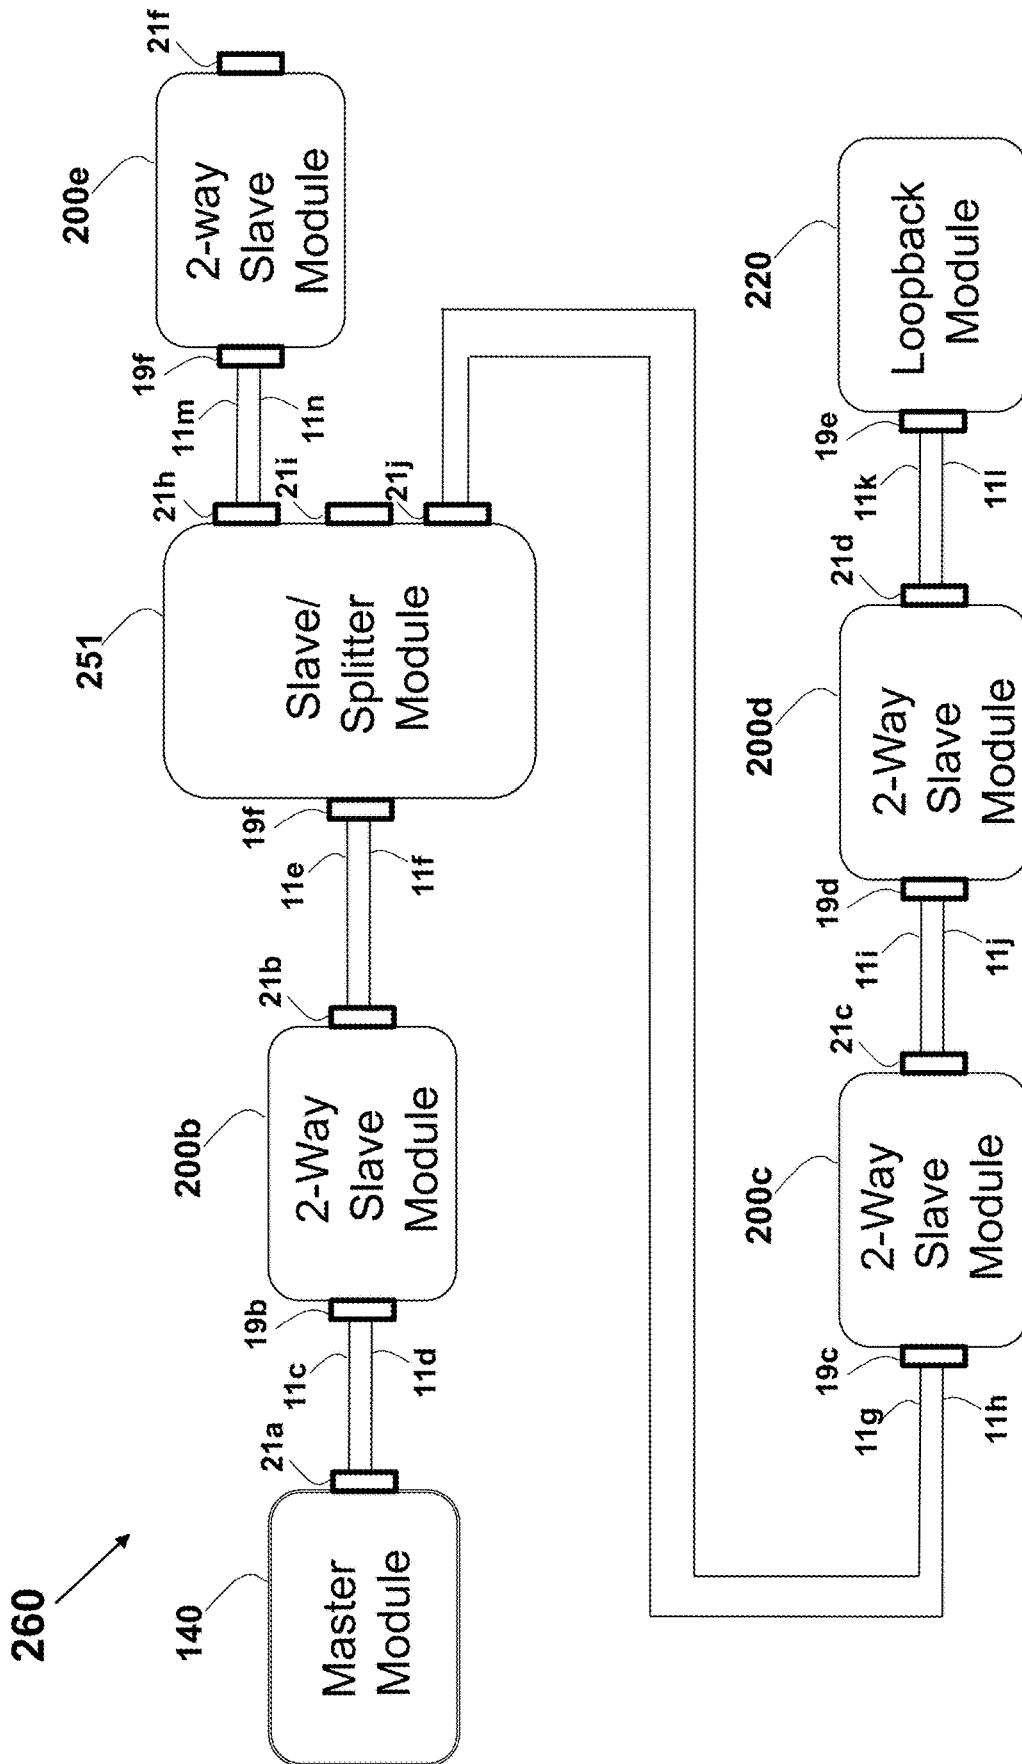 260
140
Master
Module
21a
11c
11d
19b
200b
2-Way
Slave
Module
21b
11e
11f
19f
251
Slave/
Splitter
Module
21h
21i
21j
11m
11n
19f
200e
2-way
Slave
Module
21f
11g
11h
19c
200c
2-Way
Slave
Module
21c
11i
11j
19d
200d
2-Way
Slave
Module
21d
11k
11l
19e
220
Loopback
Module